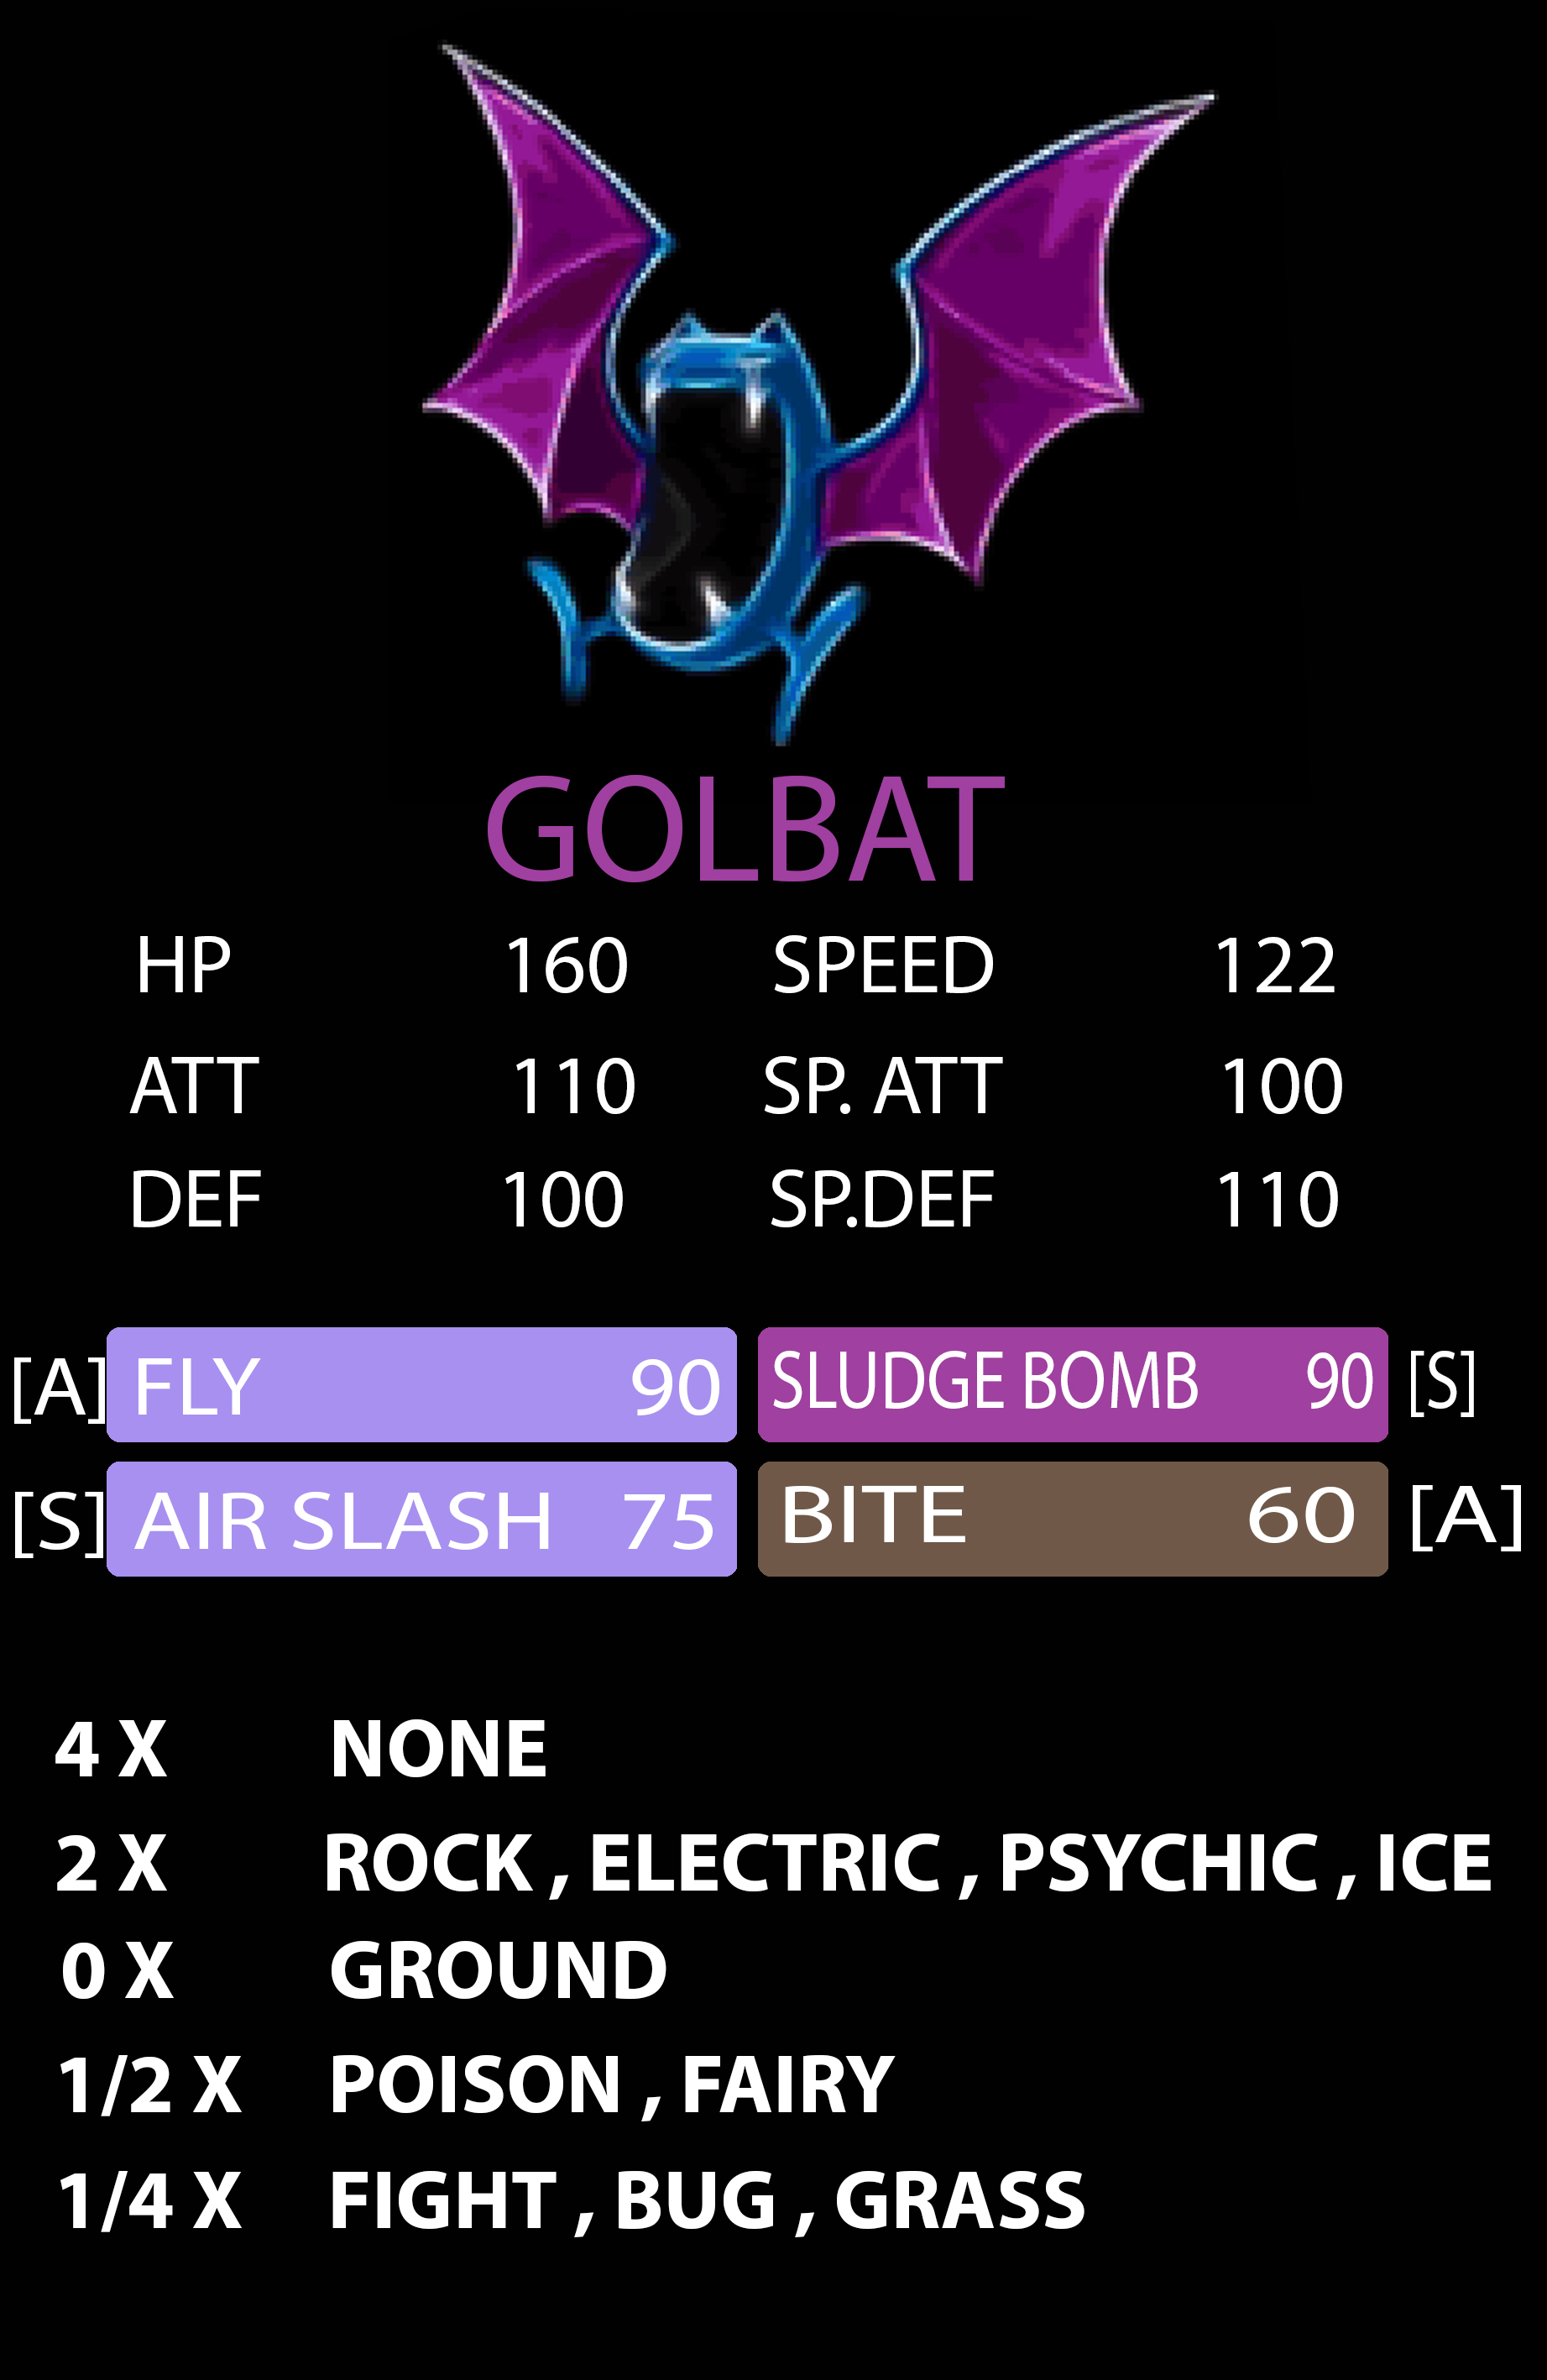 GOLBAT
HP 160 SPEED 122
ATT 110 SP. ATT 100
DEF 100 SP.DEF 110
[A] FLY 90 SLUDGE BOMB 90 [S]
[S] AIR SLASH 75 BITE 60 [A]
4 X NONE
2 X ROCK , ELECTRIC , PSYCHIC , ICE
0 X GROUND
1/2 X POISON , FAIRY
1/4 X FIGHT , BUG , GRASS